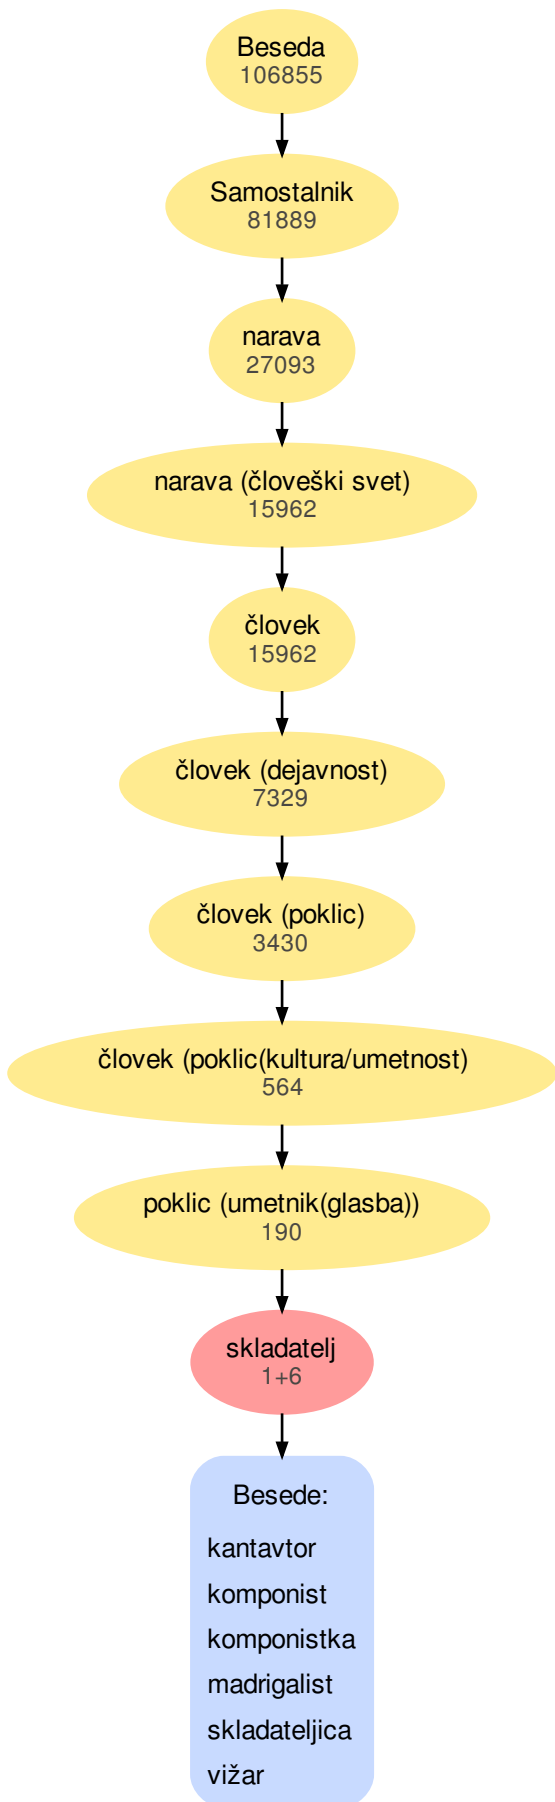 Beseda
106855
Samostalnik
81889
narava
27093
narava (človeški svet)
15962
človek
15962
človek (dejavnost)
7329
človek (poklic)
3430
človek (poklic(kultura/umetnost)
564
poklic (umetnik(glasba))
190
skladatelj
1+6
Besede:
kantavtor
komponist
komponistka
madrigalist
skladateljica
vižar